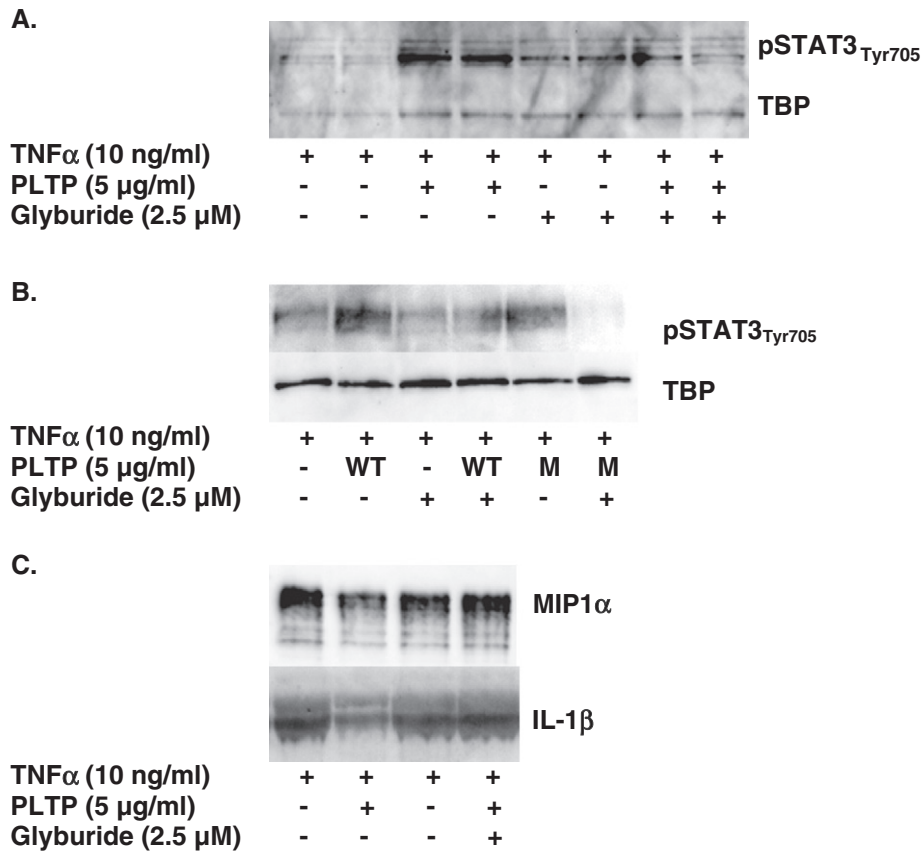 A.
pSTAT3Tyr705
TBP
TNFα (10 ng/ml) + + + + + + + +
PLTP (5 µg/ml) - - + + - - + +
Glyburide (2.5 µM) - - - - + + + +
B.
pSTAT3Tyr705
TBP
TNFα (10 ng/ml) + + + + + +
PLTP (5 µg/ml) - WT - WT M M
Glyburide (2.5 µM) - - + + - +
C.
MIP1α
IL-1β
TNFα (10 ng/ml) + + + +
PLTP (5 µg/ml) - + - +
Glyburide (2.5 µM) - - - +